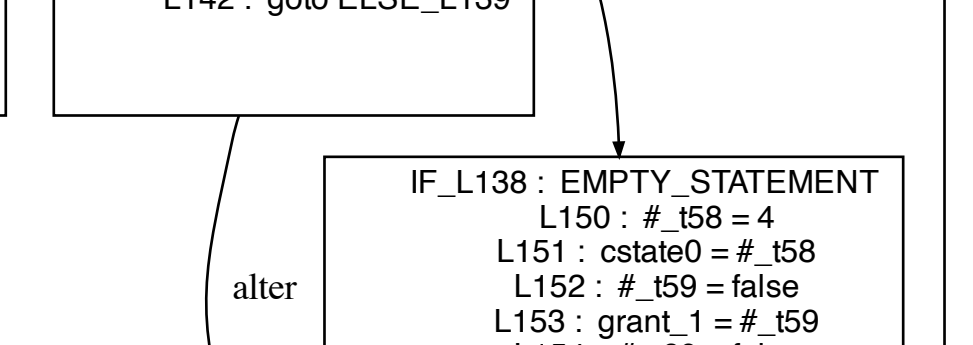 L142 : goto ELSE_L139
IF_L138 : EMPTY_STATEMENT
L150 : #_t58 = 4
L151 : cstate0 = #_t58
alter
L152 : #_t59 = false
L153 : grant_1 = #_t59